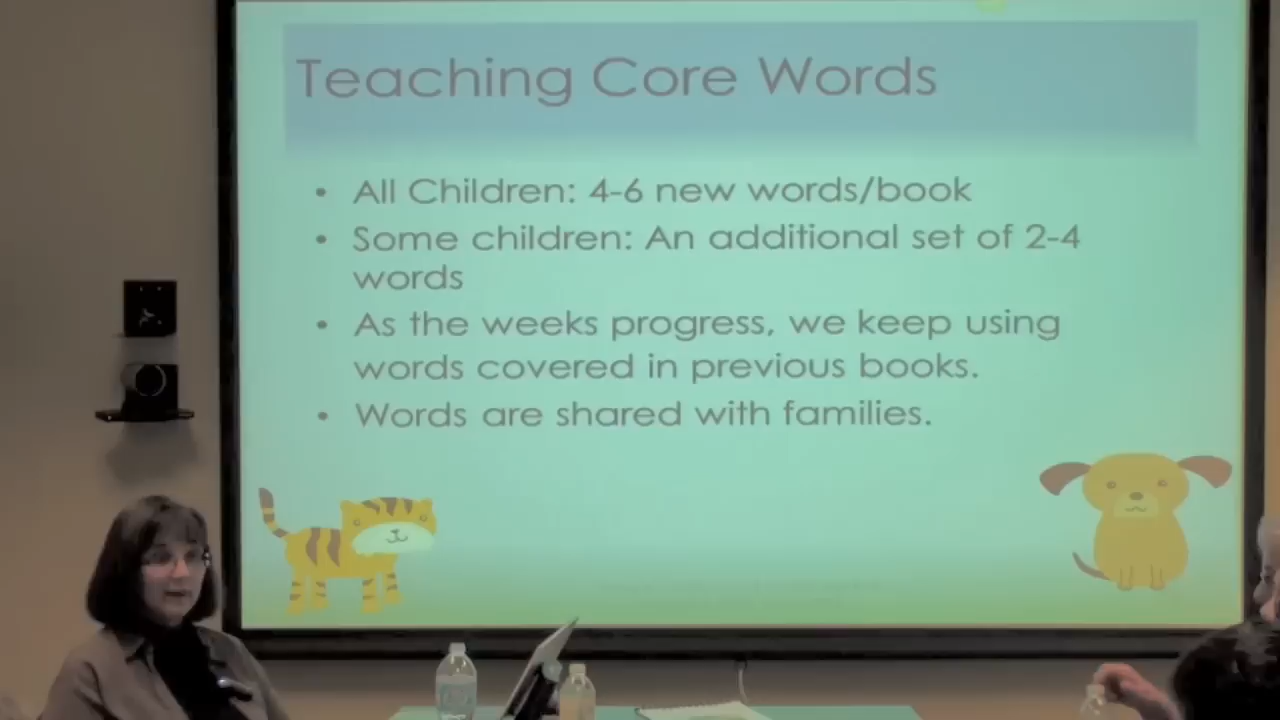 Teaching Core Words
• All Children: 4-6 new words/book
• Some children: An additional set of 2-4
words
• As the weeks progress, we keep using
words covered in previous books.
• Words are shared with families.